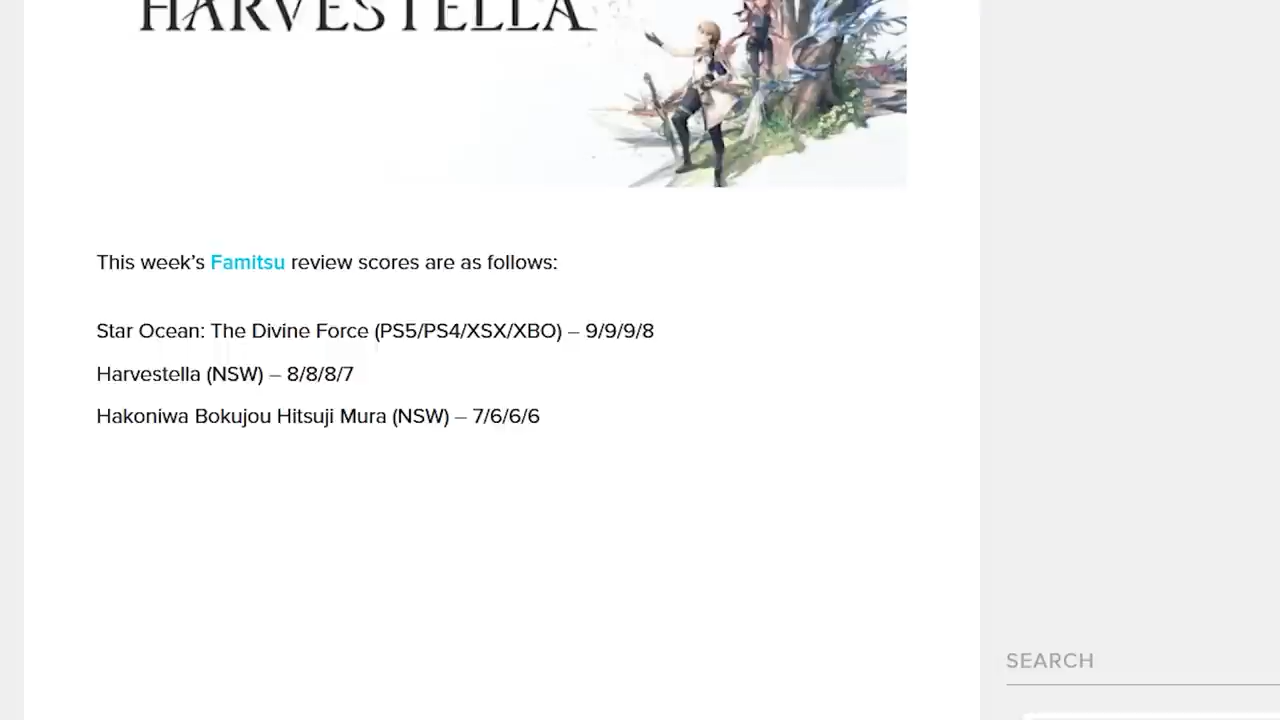 HARVESTELLA
This week’s Famitsu review scores are as follows:
Star Ocean: The Divine Force (PS5/PS4/XSX/XBO) – 9/9/9/8
Harvestella (NSW) – 8/8/8/7
Hakoniwa Bokujou Hitsuji Mura (NSW) – 7/6/6/6
SEARCH